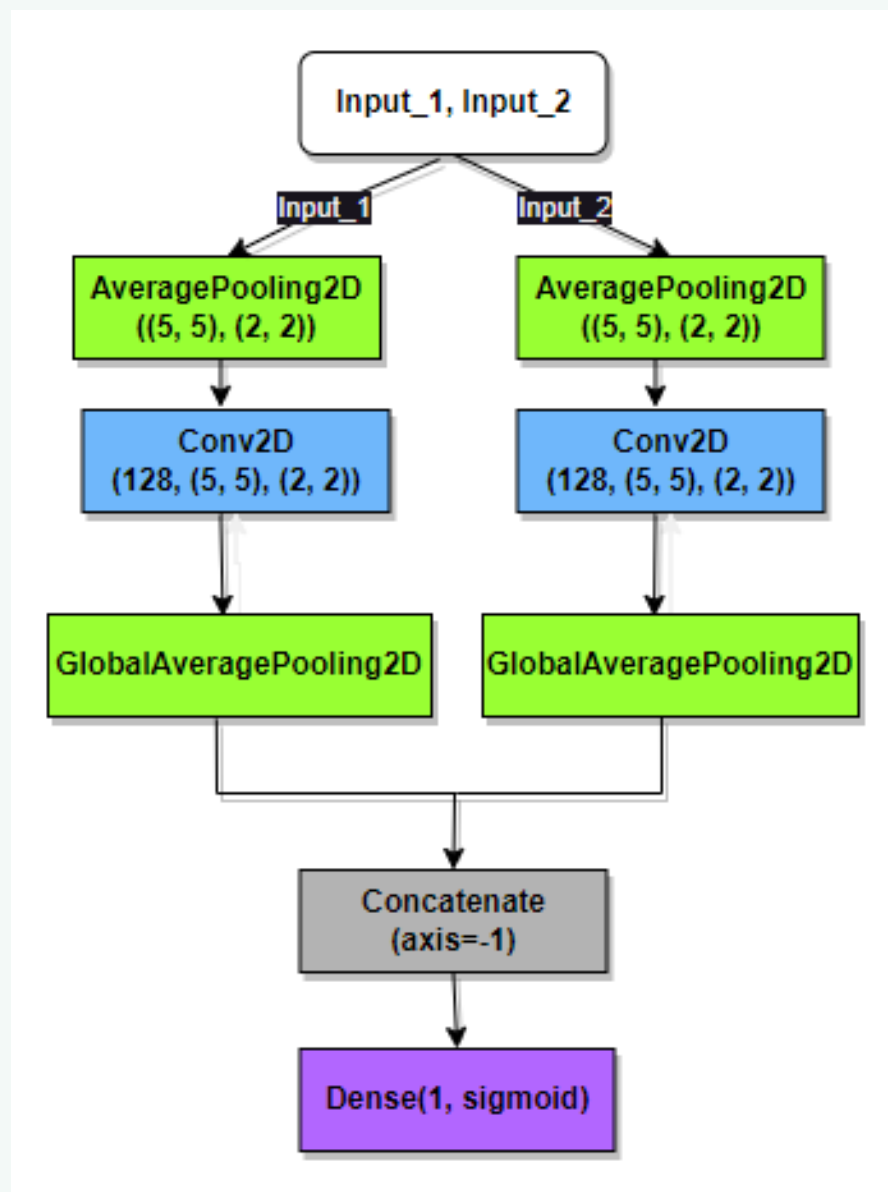 Input_1, Input_2
Input_1
Input_2
AveragePooling2D
((5, 5), (2, 2))
AveragePooling2D
((5, 5), (2, 2))
Conv2D
(128, (5, 5), (2, 2))
Conv2D
(128, (5, 5), (2, 2))
GlobalAveragePooling2D
GlobalAveragePooling2D
Concatenate
(axis=-1)
Dense(1, sigmoid)